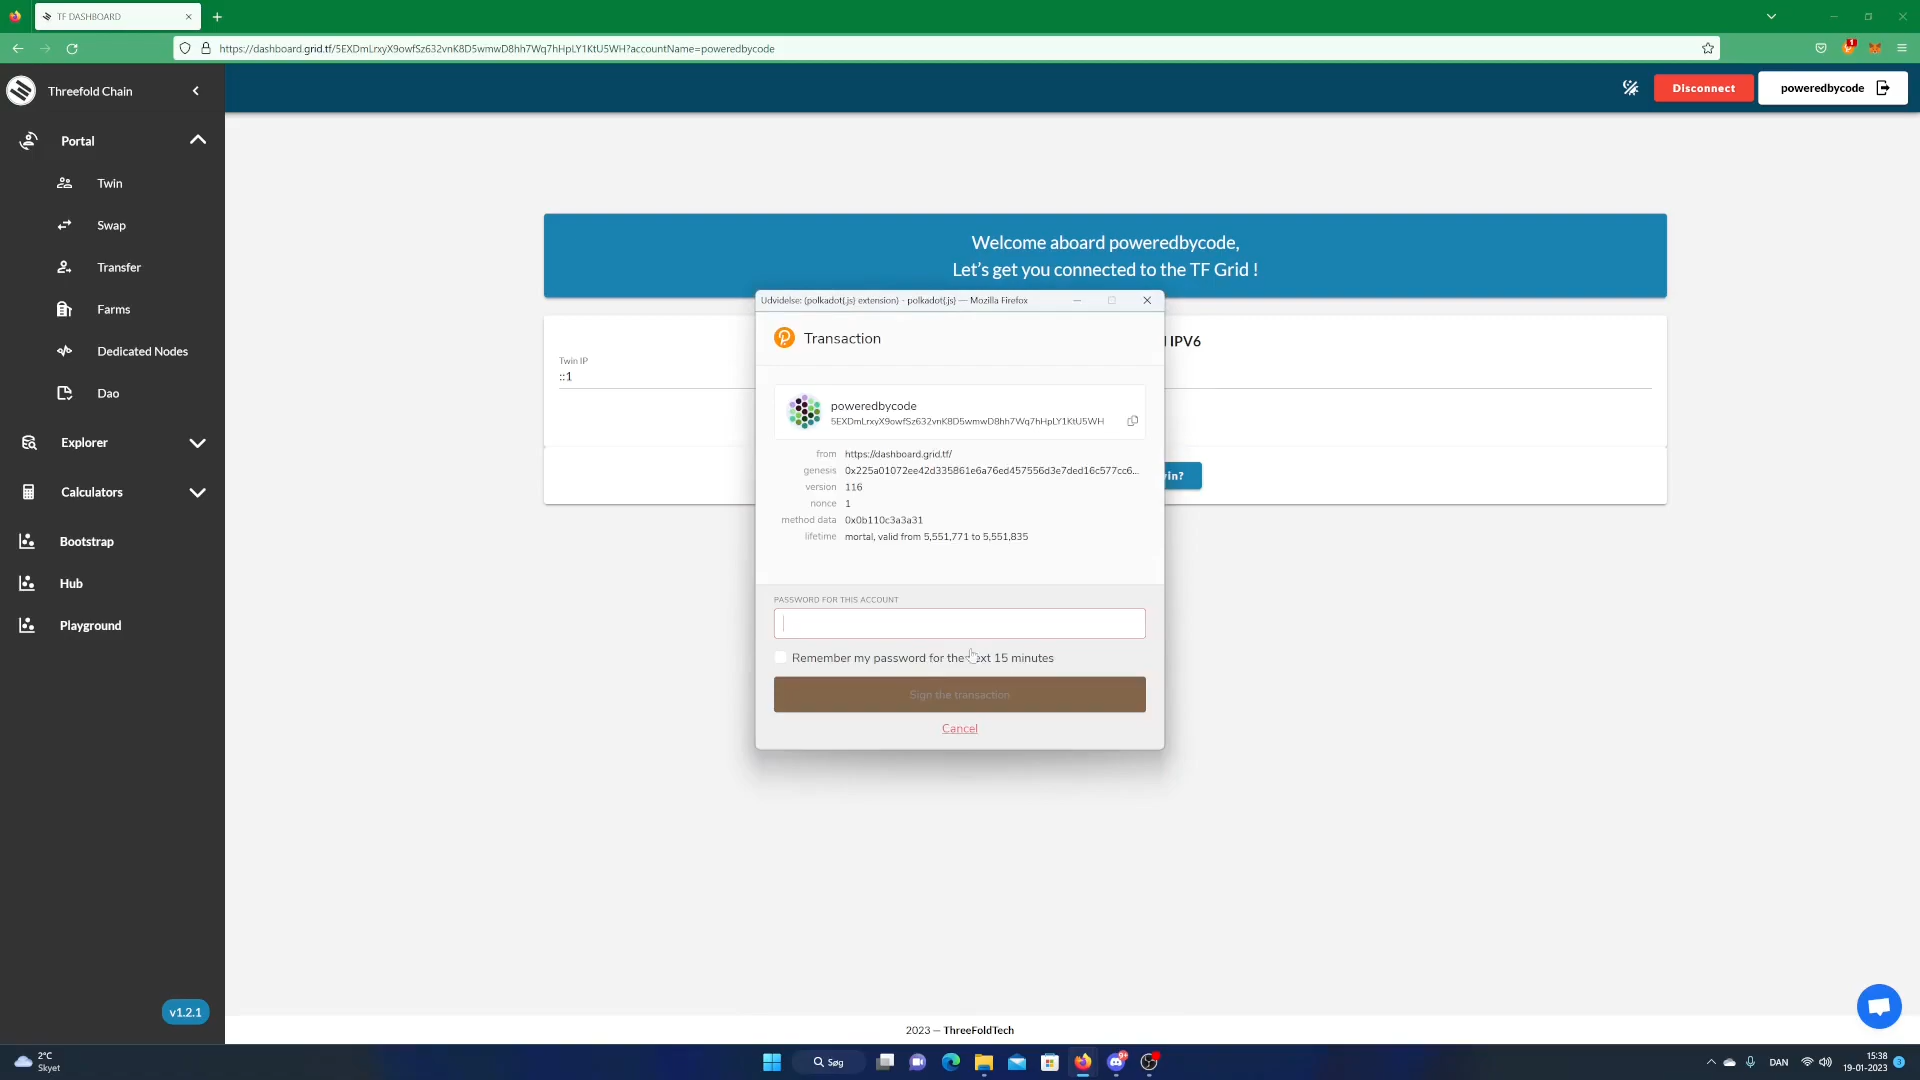 TF DASHBOARD
https://dashboard.grid.tf/5EXDmLrxyX9owfSz632vnK8D5wmwD8hh7Wq7hHpLY1KtU5WH?accountName=poweredbycode
1
Threefold Chain
Disconnect
poweredbycode
Portal
Twin
Swap
Transfer
Farms
Dedicated Nodes
Dao
Explorer
Calculators
Bootstrap
Hub
Playground
v1.2.1
Welcome aboard poweredbycode,
Let's get you connected to the TF Grid !
IPV6
Twin IP
::1
in?
Udvidelse: (polkadot{.js} extension) - polkadot{.js} — Mozilla Firefox
Transaction
poweredbycode
5EXDmLrxyX9owfSz632vnK8D5wmwD8hh7Wq7hHpLY1KtU5WH
from https://dashboard.grid.tf/
genesis 0x225a01072ee42d335861e6a76ed457556d3e7ded16c577cc6...
version 116
nonce 1
method data 0x0b110c3a3a31
lifetime mortal, valid from 5,551,771 to 5,551,835
PASSWORD FOR THIS ACCOUNT
Remember my password for the next 15 minutes
Sign the transaction
Cancel
2023 — ThreeFoldTech
2°C
Skyet
Søg
DAN
15:38
19-01-2023
3